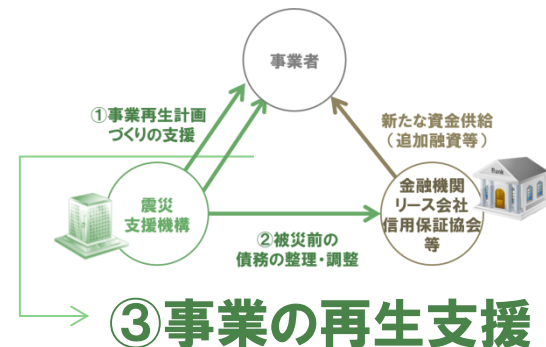 事業者
①事業再生計画
づくりの支援
新たな資金供給
（追加融資等）
Bank
金融機関
リース会社
信用保証協会
等
震災
支援機構
②被災前の
債務の整理・調整
③事業の再生支援